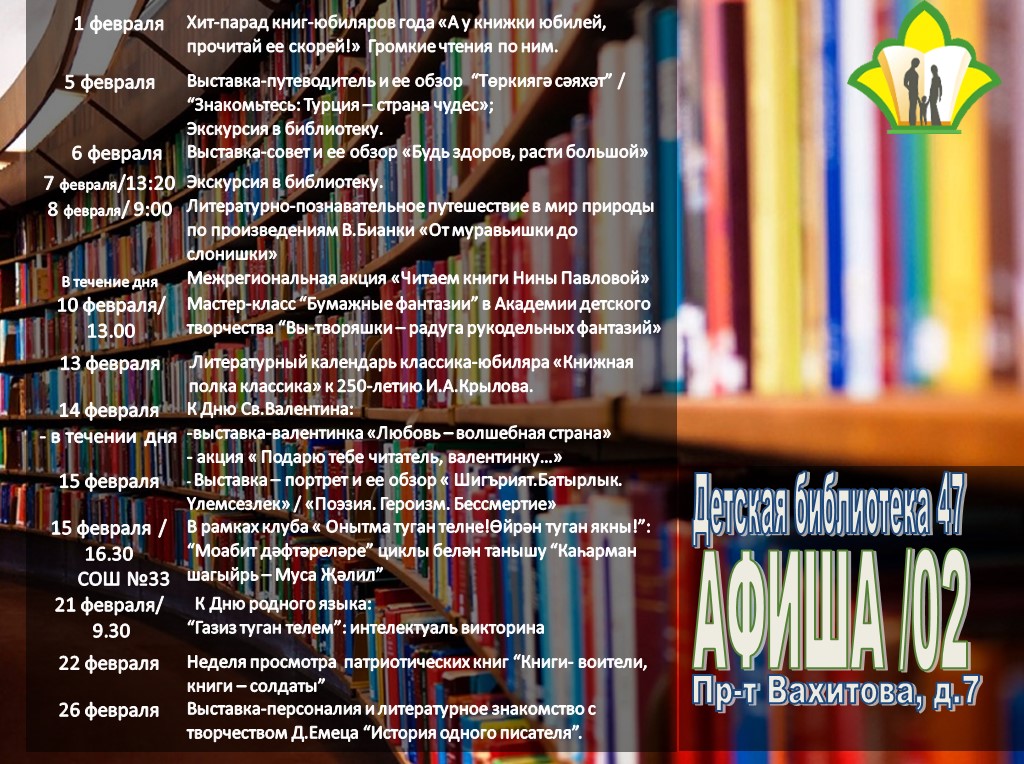 1 февраля Хит-парад книг-юбиляров года «А у книжки юбилей,
прочитай ее скорей!» Громкие чтения по ним.
5 февраля Выставка-путеводитель и ее обзор “Төркиягә сәяхәт” /
“Знакомьтесь: Турция – страна чудес»;
Экскурсия в библиотеку.
6 февраля Выставка-совет и ее обзор «Будь здоров, расти большой»
7 февраля/13:20 Экскурсия в библиотеку.
8 февраля/ 9:00 Литературно-познавательное путешествие в мир природы
по произведениям В.Бианки «От муравьишки до
слонишки»
В течение дня Межрегиональная акция «Читаем книги Нины Павловой»
10 февраля/ Мастер-класс “Бумажные фантазии” в Академии детского
13.00 творчества “Вы-творяшки – радуга рукодельных фантазий»
13 февраля .Литературный календарь классика-юбиляра «Книжная
полка классика» к 250-летию И.А.Крылова.
14 февраля К Дню Св.Валентина:
- в течении дня -выставка-валентинка «Любовь – волшебная страна»
- акция « Подарю тебе читатель, валентинку…»
15 февраля - Выставка – портрет и ее обзор « Шигърият.Батырлык.
Үлемсезлек» / «Поэзия. Героизм. Бессмертие»
15 февраля / В рамках клуба « Онытма туган телне!Өйрән туган якны!”:
16.30 “Моабит дәфтәреләре” циклы белән танышу “Каһарман
СОШ №33 шагыйрь – Муса Җәлил”
21 февраля/ К Дню родного языка:
9.30 “Газиз туган телем”: интелектуаль викторина
22 февраля Неделя просмотра патриотических книг “Книги- воители,
книги – солдаты”
26 февраля Выставка-персоналия и литературное знакомство с
творчеством Д.Емеца “История одного писателя”.
Детская библиотека 47
АФИША /02
Пр-т Вахитова, д.7